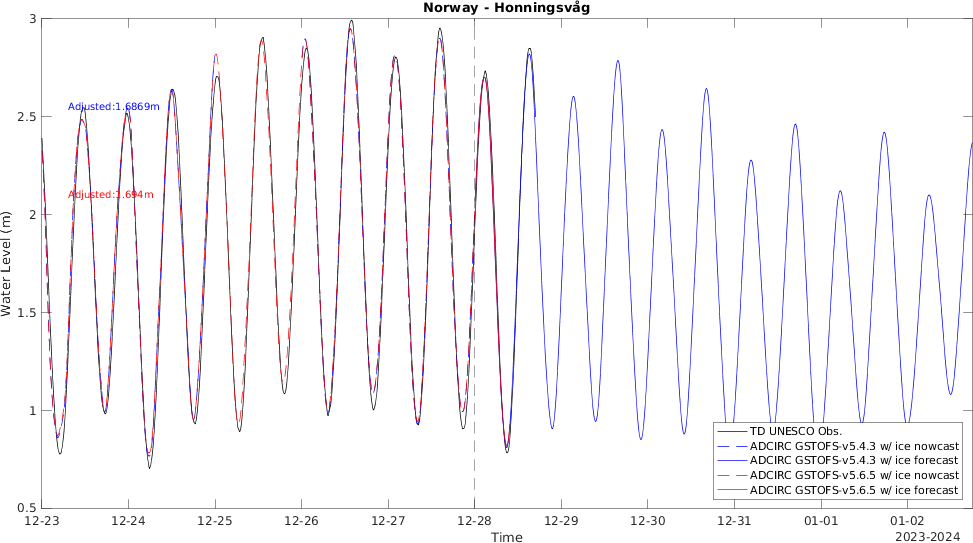 Norway - Honningsvåg
3
2.5
2
1.5
1
0.5
Water Level (m)
Adjusted:1.6869m
Adjusted:1.694m
TD UNESCO Obs.
ADCIRC GSTOFS-v5.4.3 w/ ice nowcast
ADCIRC GSTOFS-v5.4.3 w/ ice forecast
ADCIRC GSTOFS-v5.6.5 w/ ice nowcast
ADCIRC GSTOFS-v5.6.5 w/ ice forecast
12-23 12-24 12-25 12-26 12-27 12-28 12-29 12-30 12-31 01-01 01-02
Time
2023-2024